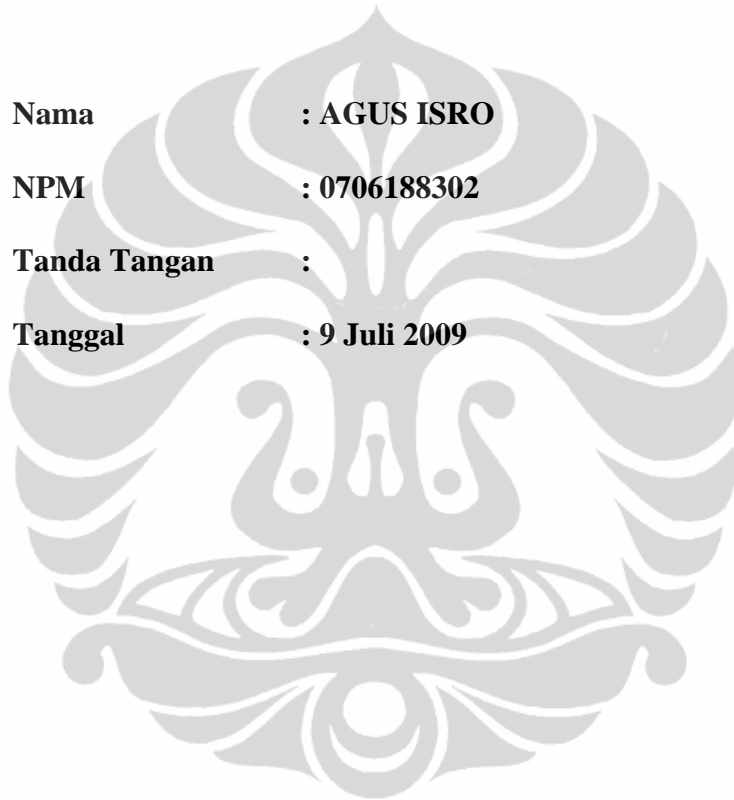 Nama : AGUS ISRO
NPM : 0706188302
Tanda Tangan :
Tanggal : 9 Juli 2009